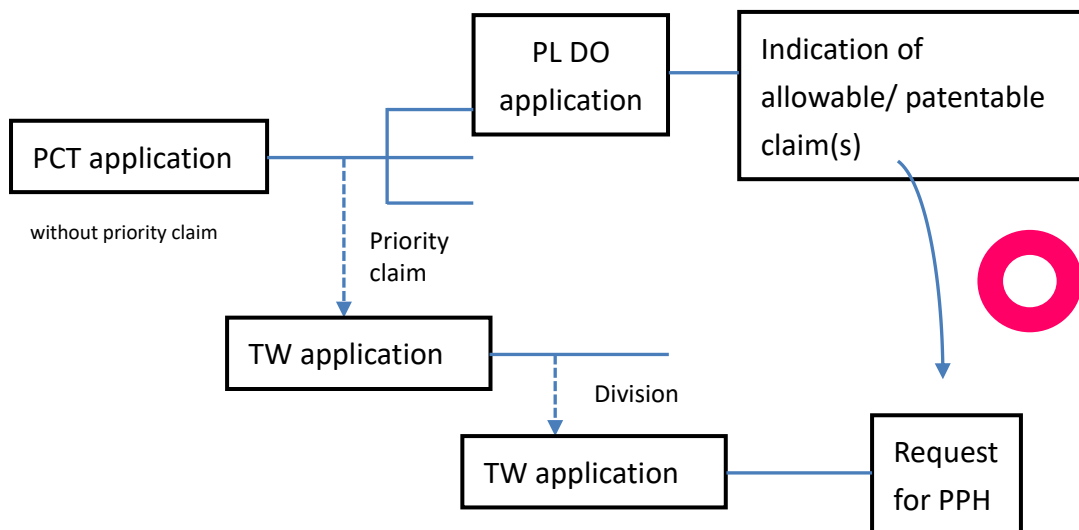 PL DO
application
Indication of
allowable/ patentable
claim(s)
PCT application
without priority claim
Priority
claim
TW application
Division
TW application
Request
for PPH